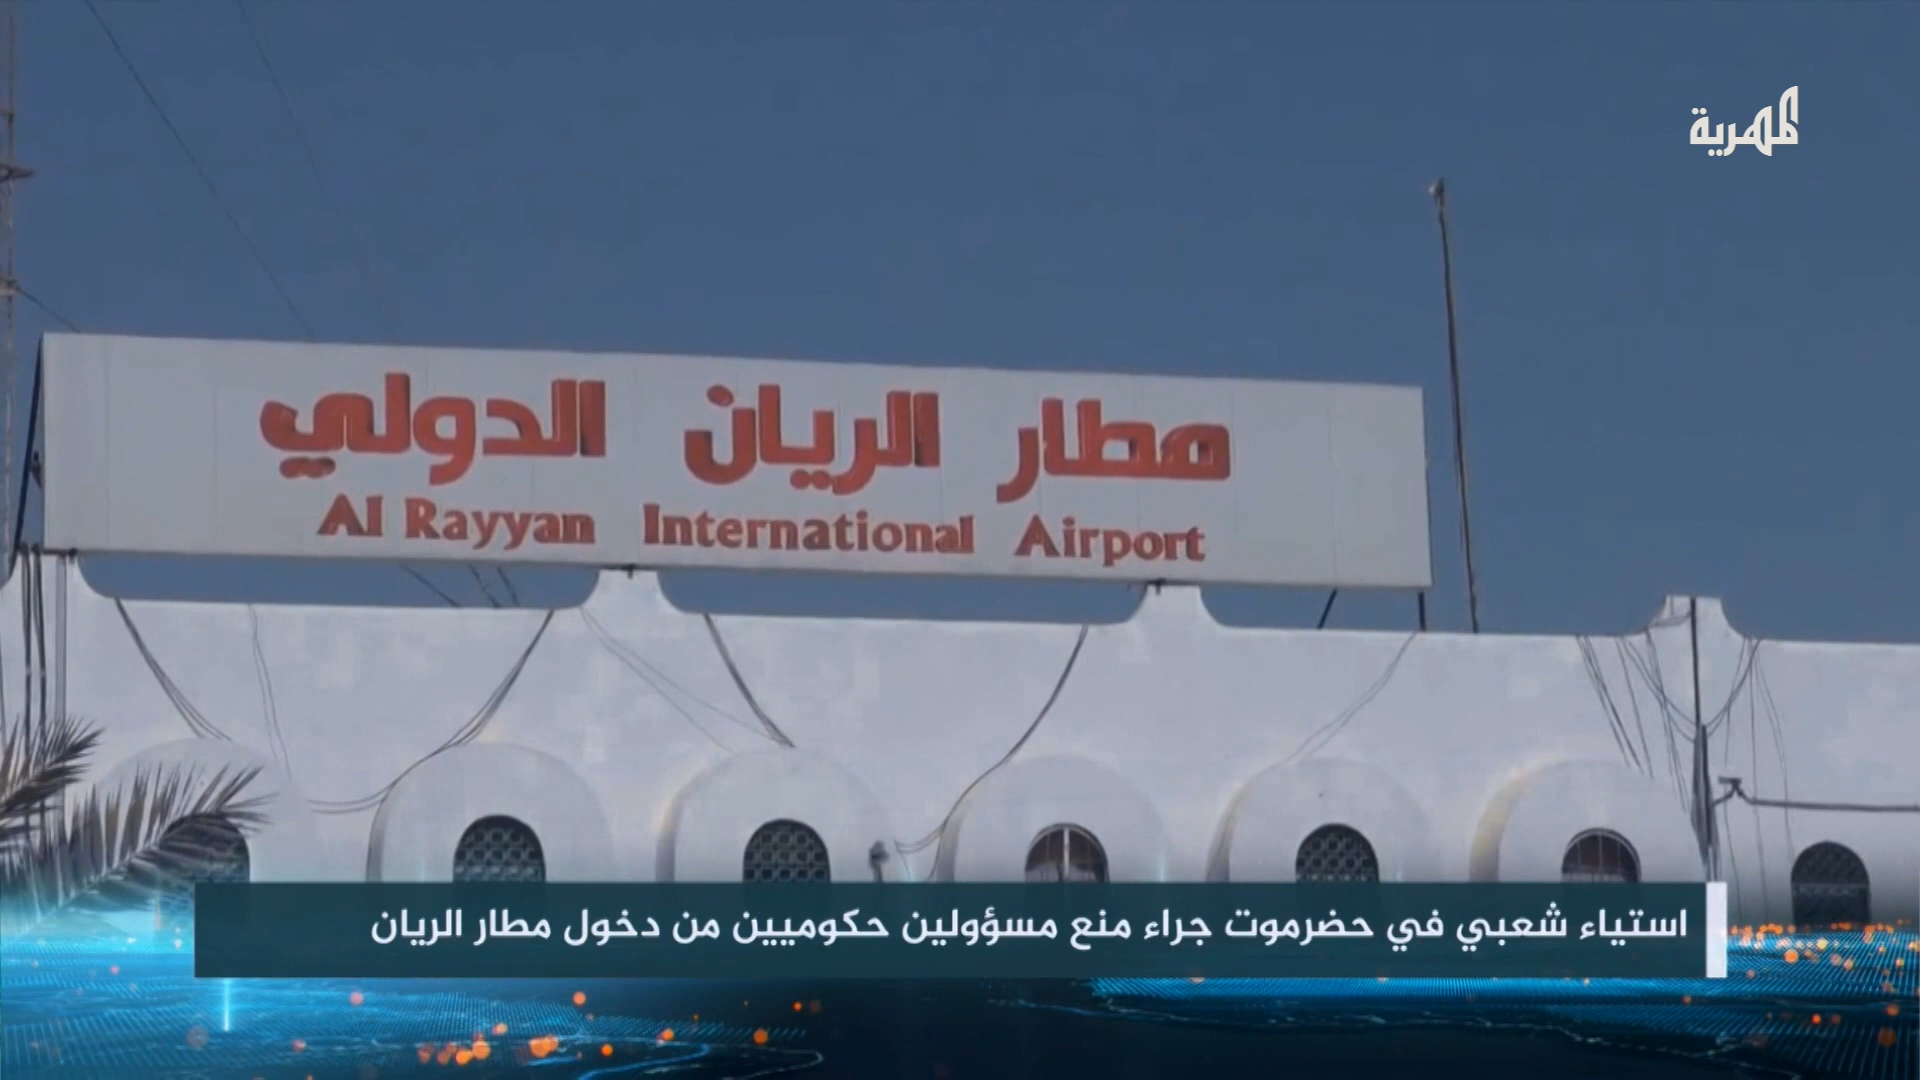 المهرية
مطار الريان الدولي
Al Rayyan International Airport
استياء شعبي في حضرموت جراء منع مسؤولين حكوميين من دخول مطار الريان